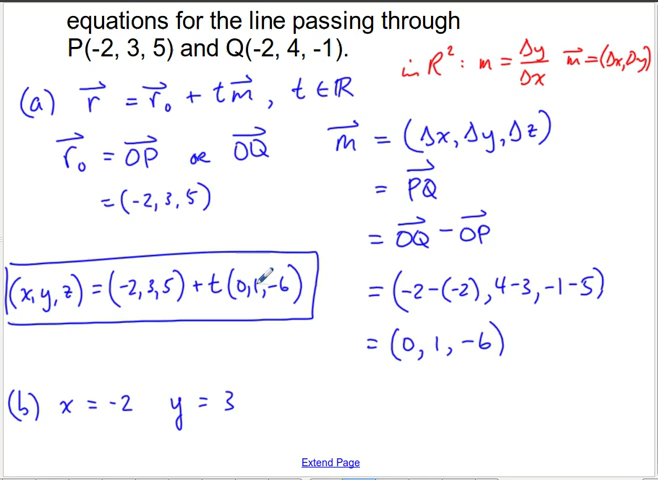 equations for the line passing through
P(-2, 3, 5) and Q(-2, 4, -1).
in R²: m = Δy/Δx m⃗ = (Δx, Δy)
(a) r⃗ = r⃗₀ + t m⃗ , t ∈ ℝ
r⃗₀ = OP⃗ or OQ⃗
= (-2, 3, 5)
m⃗ = (Δx, Δy, Δz)
= PQ⃗
= OQ⃗ - OP⃗
= (-2-(-2), 4-3, -1-5)
= (0, 1, -6)
(x, y, z) = (-2, 3, 5) + t (0, 1, -6)
(b) x = -2 y = 3
Extend Page